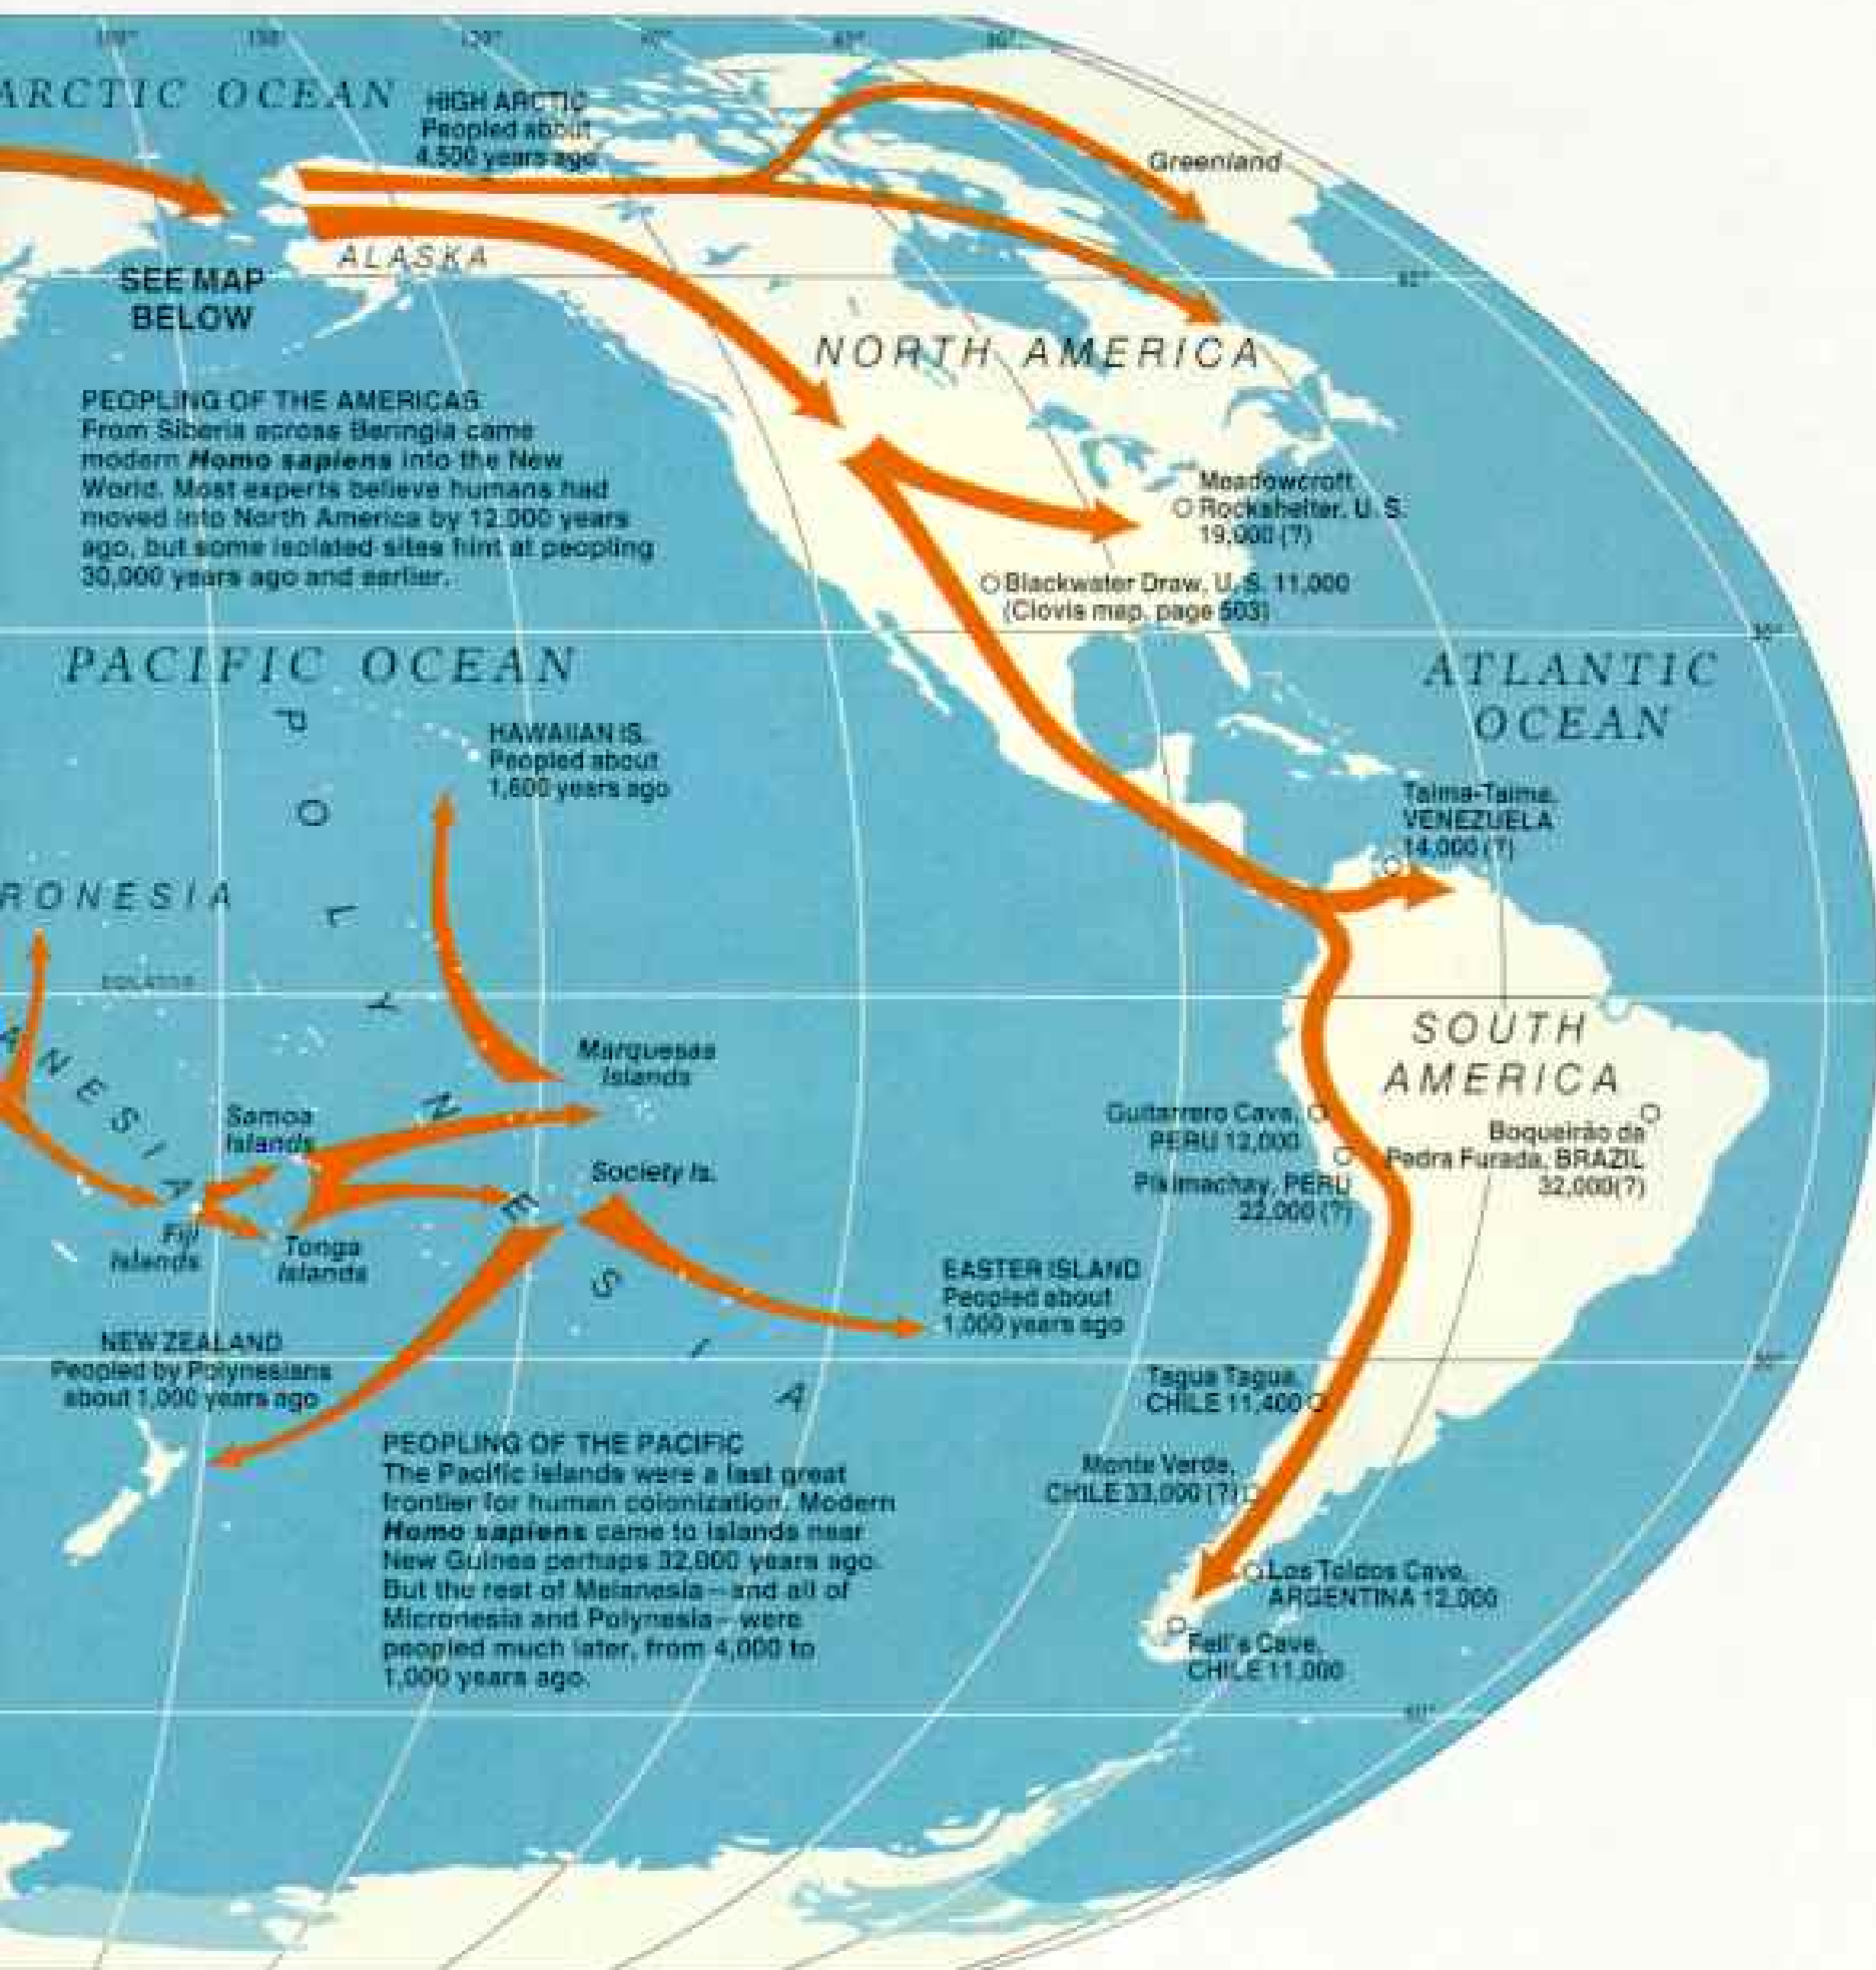 ARCTIC OCEAN
HIGH ARCTIC
Peopled about
4,500 years ago
Greenland
ALASKA
SEE MAP
BELOW
NORTH AMERICA
PEOPLING OF THE AMERICAS
From Siberia across Beringia came
modern Homo sapiens into the New
World. Most experts believe humans had
moved into North America by 12,000 years
ago, but some isolated sites hint at peopling
30,000 years ago and earlier.
Meadowcroft
Rockshelter, U. S.
19,000 (?)
Blackwater Draw, U. S. 11,000
(Clovis map, page 503)
PACIFIC OCEAN
ATLANTIC
OCEAN
HAWAIIAN IS.
Peopled about
1,600 years ago
Taima-Taima,
VENEZUELA
14,000 (?)
RONESIA
EQUATOR
ANESIA
POLYNESIA
SOUTH
AMERICA
Marquesas
Islands
Samoa
Islands
Society Is.
Fiji
Islands
Tonga
Islands
Guitarrero Cave,
PERU 12,000
Pikimachay, PERU
22,000 (?)
Boqueirão da
Pedra Furada, BRAZIL
32,000(?)
EASTER ISLAND
Peopled about
1,000 years ago
NEW ZEALAND
Peopled by Polynesians
about 1,000 years ago
Tagua Tagua,
CHILE 11,400
PEOPLING OF THE PACIFIC
The Pacific islands were a last great
frontier for human colonization. Modern
Homo sapiens came to islands near
New Guinea perhaps 32,000 years ago.
But the rest of Melanesia—and all of
Micronesia and Polynesia—were
peopled much later, from 4,000 to
1,000 years ago.
Monte Verde,
CHILE 33,000 (?)
Los Toldos Cave,
ARGENTINA 12,000
Fell's Cave,
CHILE 11,000